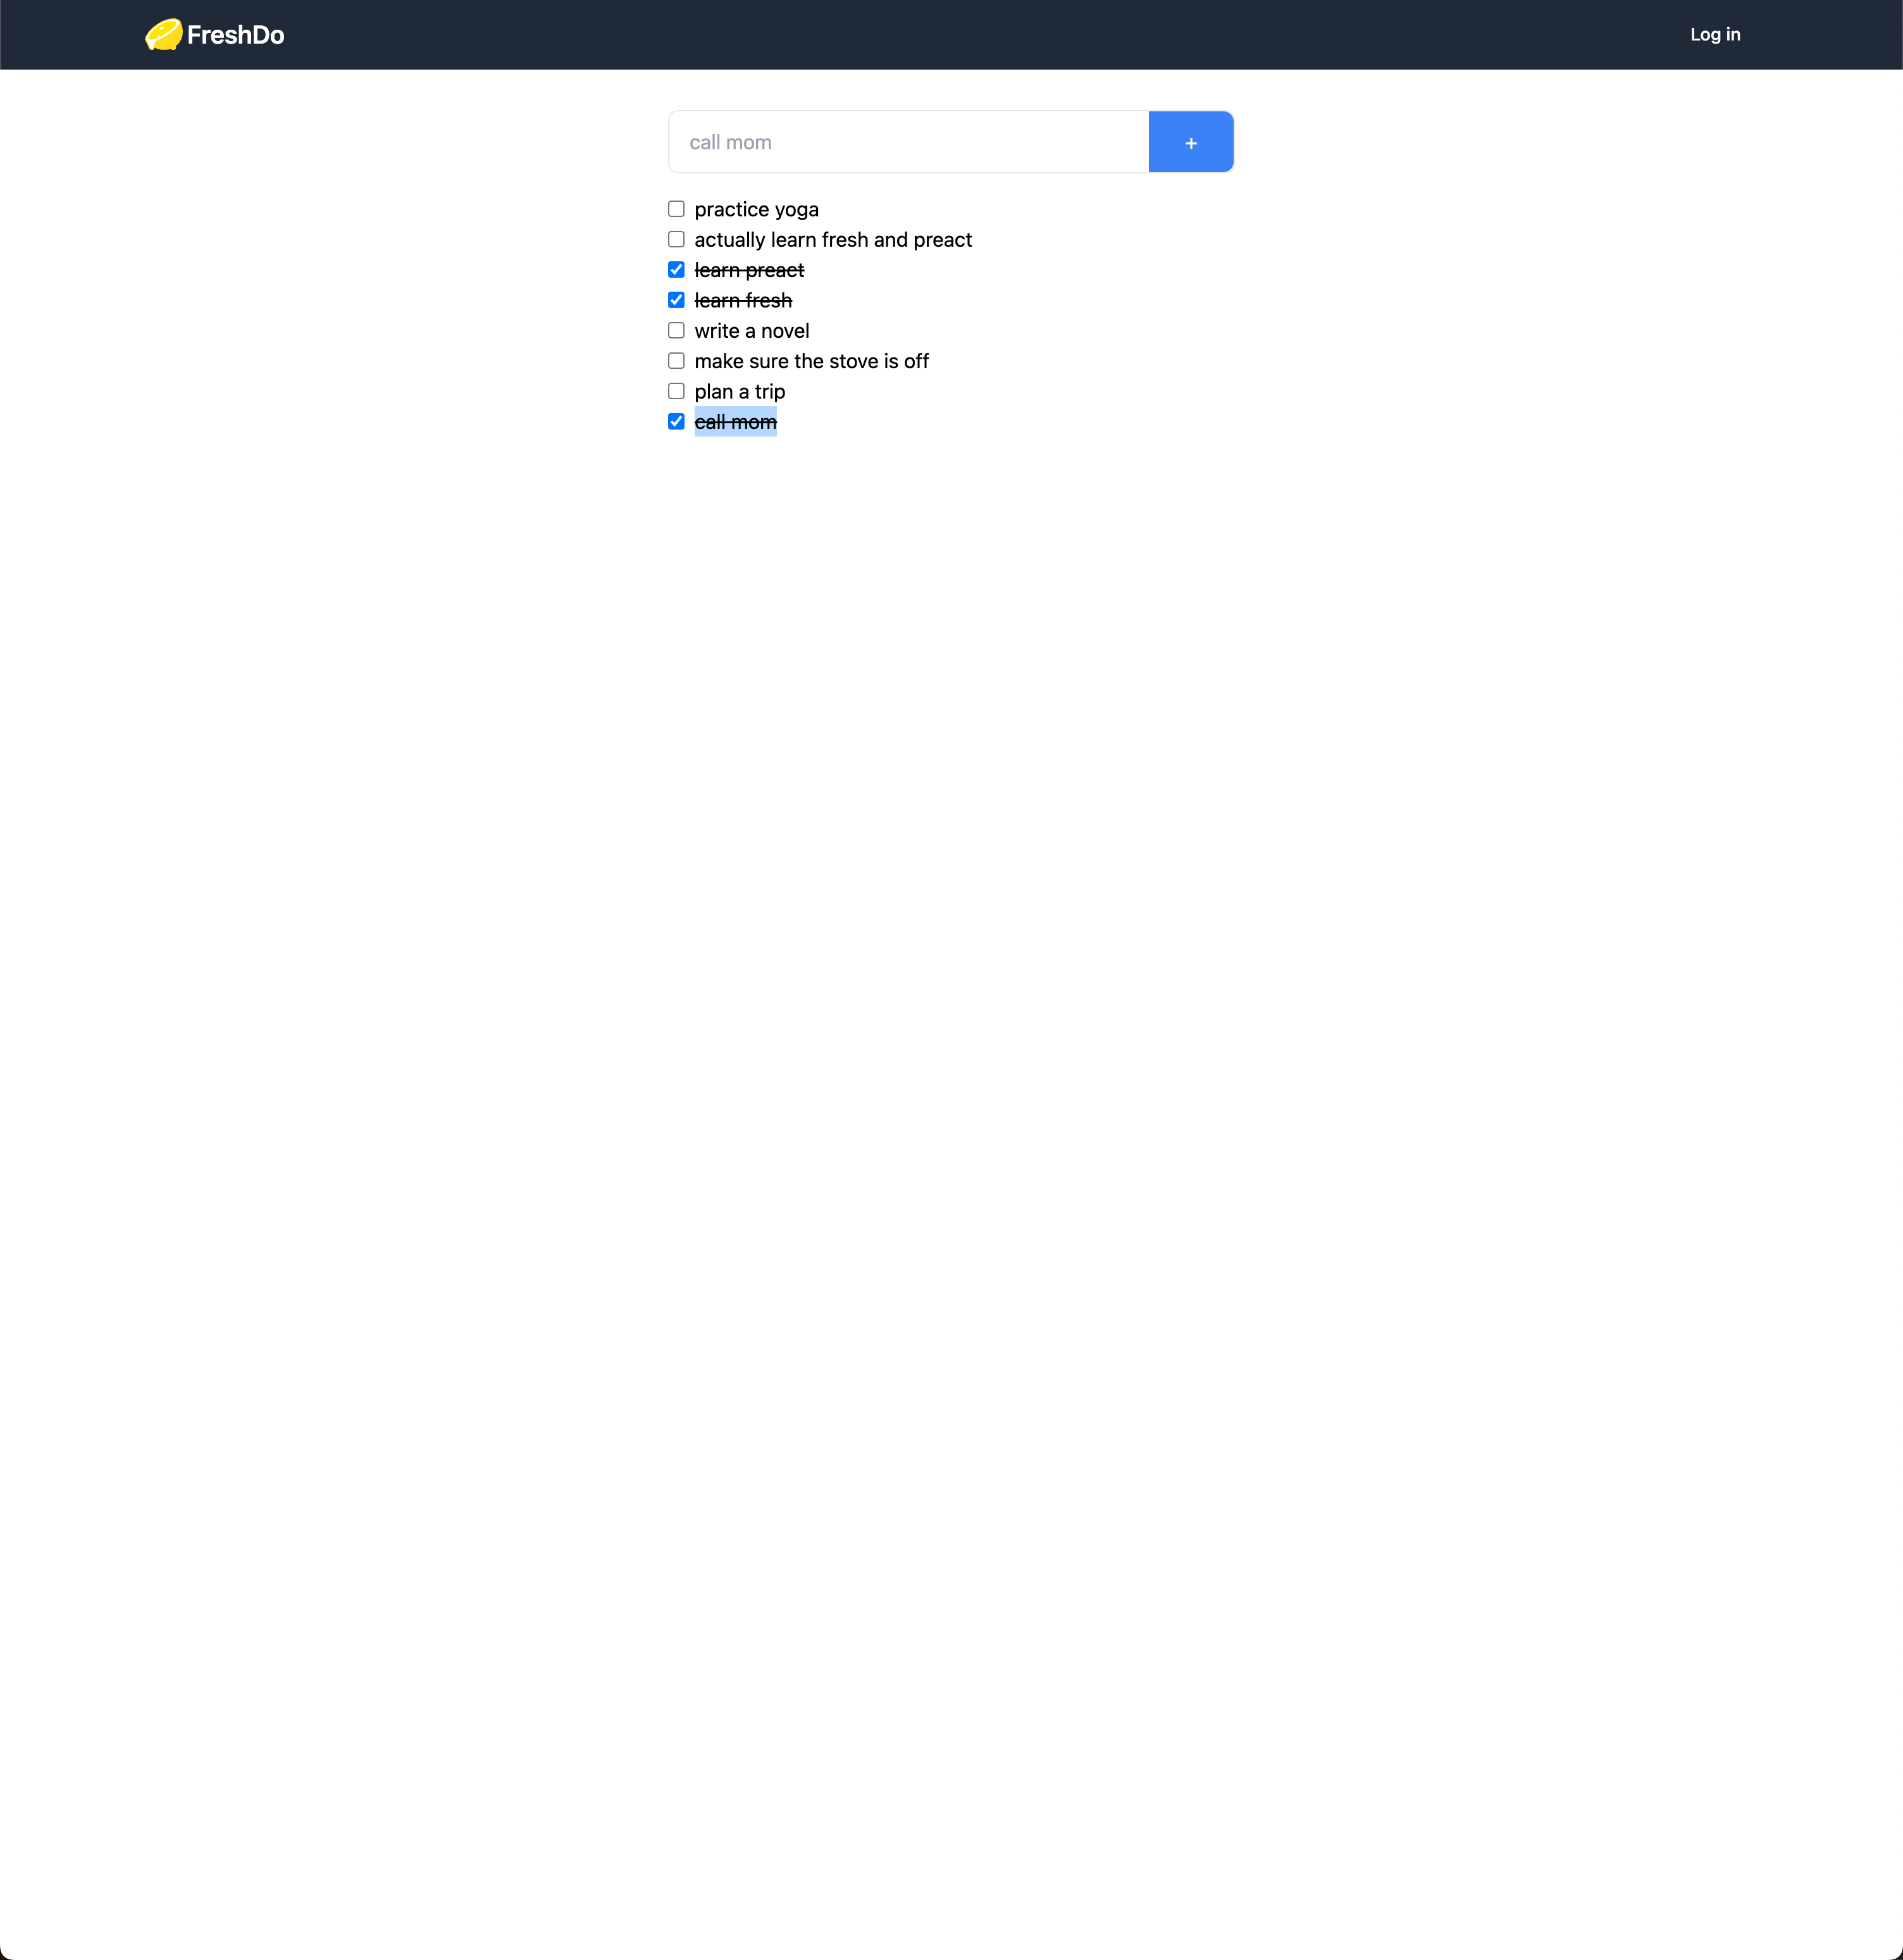 FreshDo
Log in
call mom
+
practice yoga
actually learn fresh and preact
learn preact
learn fresh
write a novel
make sure the stove is off
plan a trip
call mom